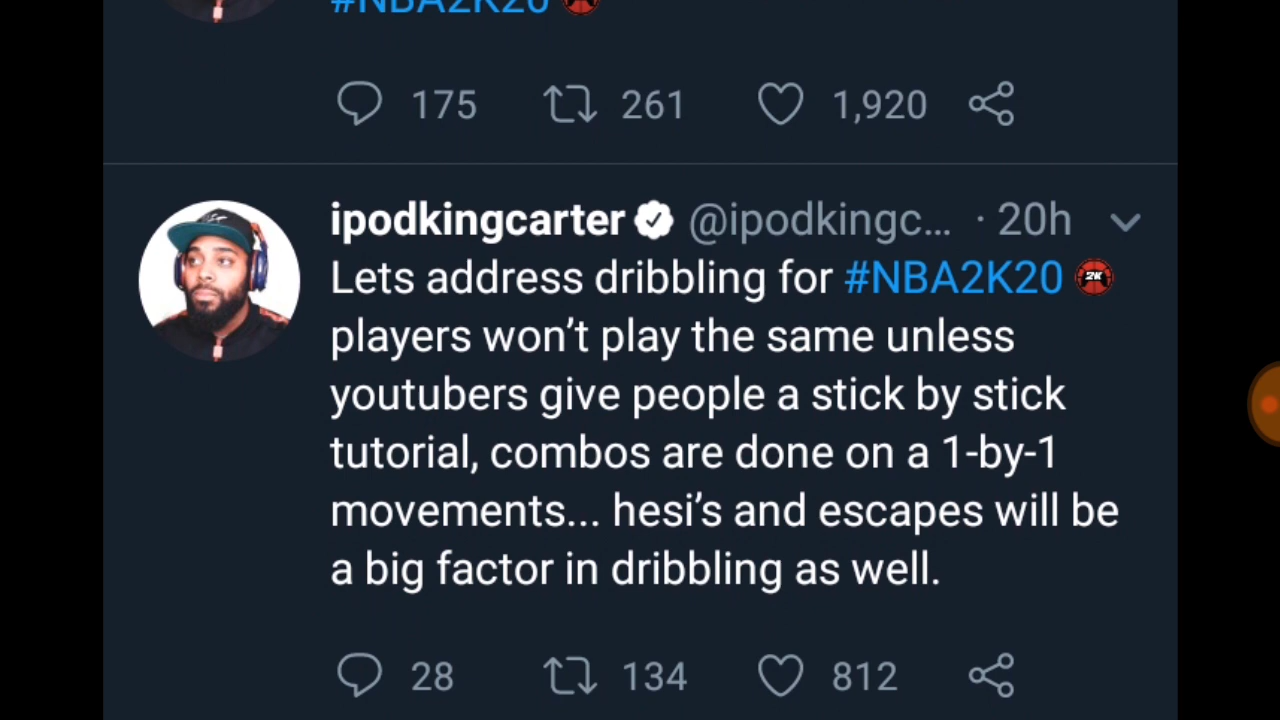 #NBA2K20
175 261 1,920
ipodkingcarter @ipodkingc... · 20h
Lets address dribbling for #NBA2K20 2K
players won't play the same unless
youtubers give people a stick by stick
tutorial, combos are done on a 1-by-1
movements... hesi's and escapes will be
a big factor in dribbling as well.
28 134 812